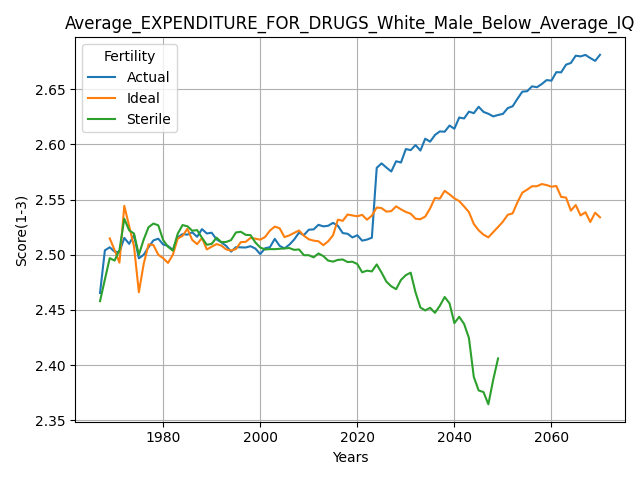 Average_EXPENDITURE_FOR_DRUGS_White_Male_Below_Average_IQ
Fertility
Actual
Ideal
Sterile
Score(1-3)
2.65
2.60
2.55
2.50
2.45
2.40
2.35
1980 2000 2020 2040 2060
Years